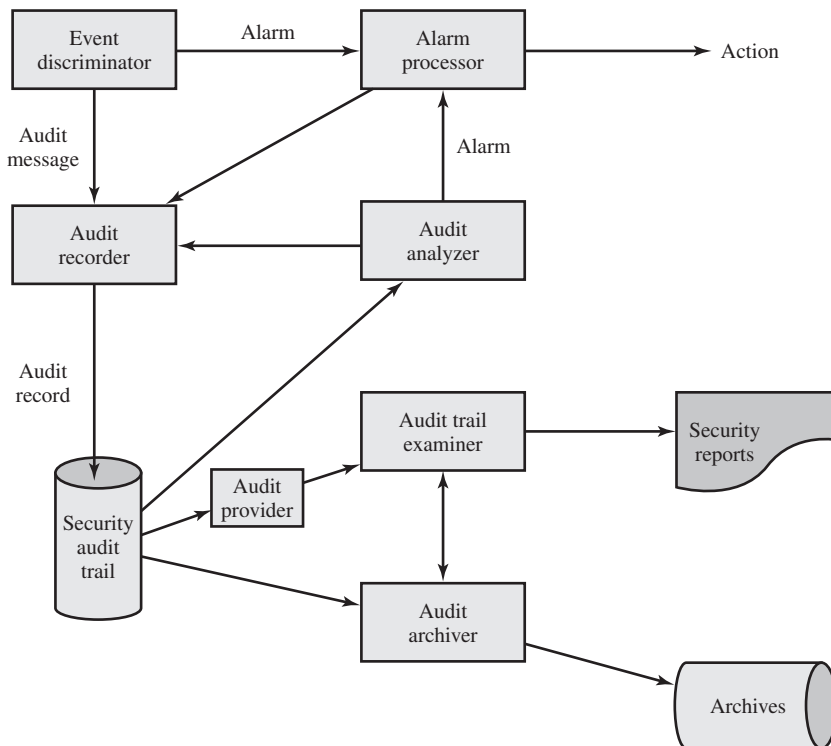 Event
discriminator
Alarm
Alarm
processor
Action
Audit
message
Alarm
Audit
recorder
Audit
analyzer
Audit
record
Audit trail
examiner
Security
reports
Audit
provider
Security
audit
trail
Audit
archiver
Archives